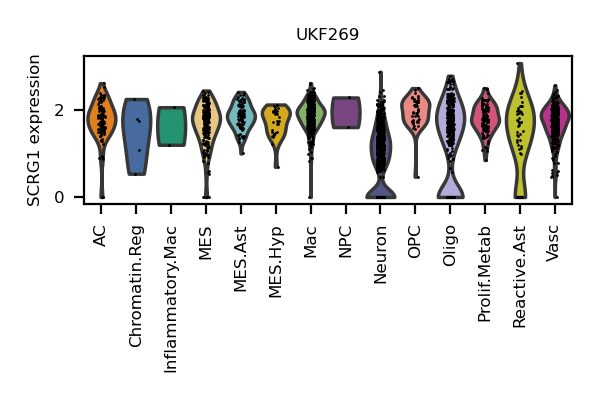 UKF269
SCRG1 expression
2
0
AC
Chromatin.Reg
Inflammatory.Mac
MES
MES.Ast
MES.Hyp
Mac
NPC
Neuron
OPC
Oligo
Prolif.Metab
Reactive.Ast
Vasc